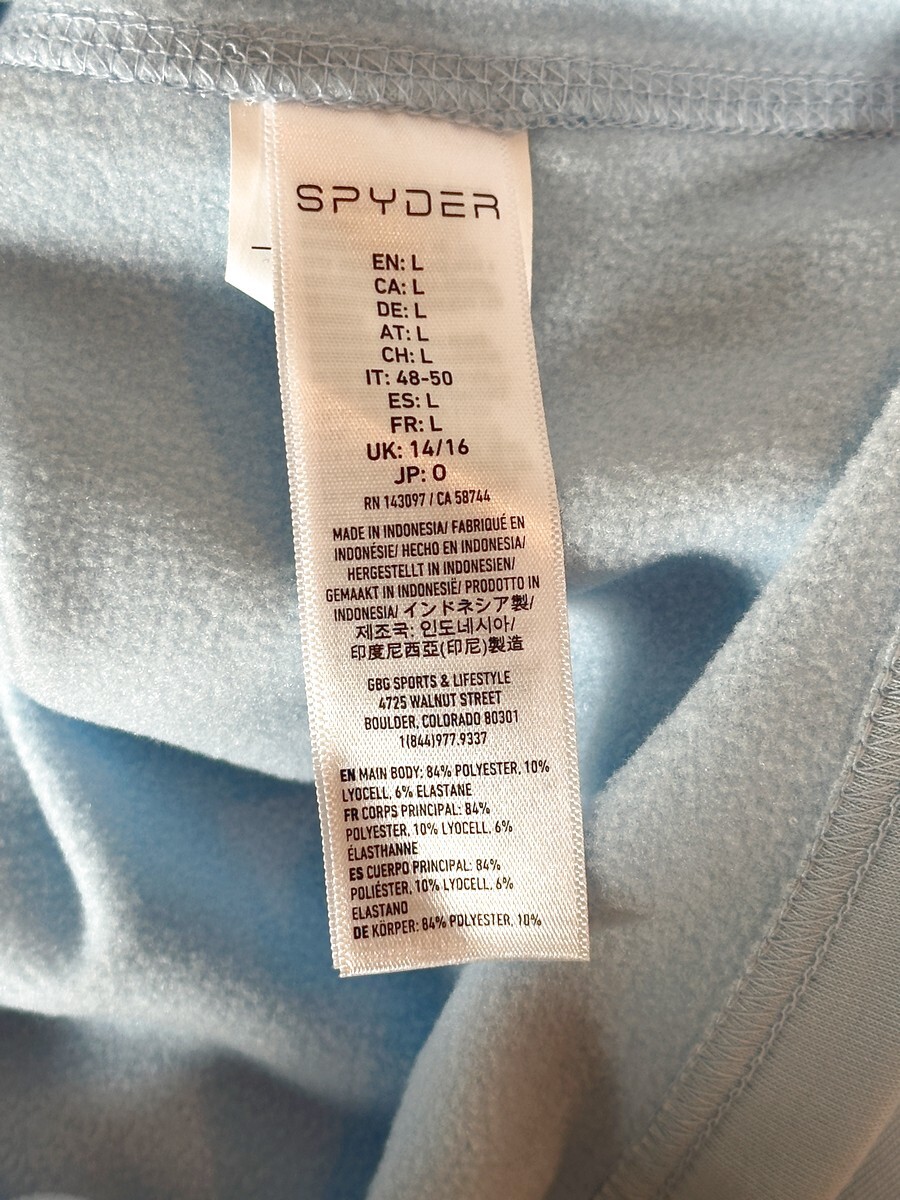 SPYDER
EN: L
CA: L
DE: L
AT: L
CH: L
IT: 48-50
ES: L
FR: L
UK: 14/16
JP: O
RN 143097 / CA 58744
MADE IN INDONESIA/ FABRIQUÉ EN
INDONÉSIE/ HECHO EN INDONESIA/
HERGESTELLT IN INDONESIEN/
GEMAAKT IN INDONESIË/ PRODOTTO IN
INDONESIA/ インドネシア製/
제조국: 인도네시아/
印度尼西亞(印尼)製造
GBG SPORTS & LIFESTYLE
4725 WALNUT STREET
BOULDER, COLORADO 80301
1(844)977.9337
EN MAIN BODY: 84% POLYESTER, 10%
LYOCELL, 6% ELASTANE
FR CORPS PRINCIPAL: 84%
POLYESTER, 10% LYOCELL, 6%
ÉLASTHANNE
ES CUERPO PRINCIPAL: 84%
POLIÉSTER, 10% LYOCELL, 6%
ELASTANO
DE KÖRPER: 84% POLYESTER, 10%